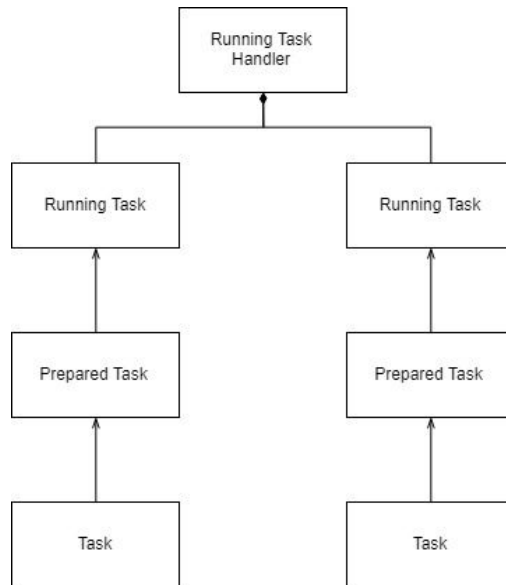 Running Task
Handler
Running Task
Running Task
Prepared Task
Prepared Task
Task
Task